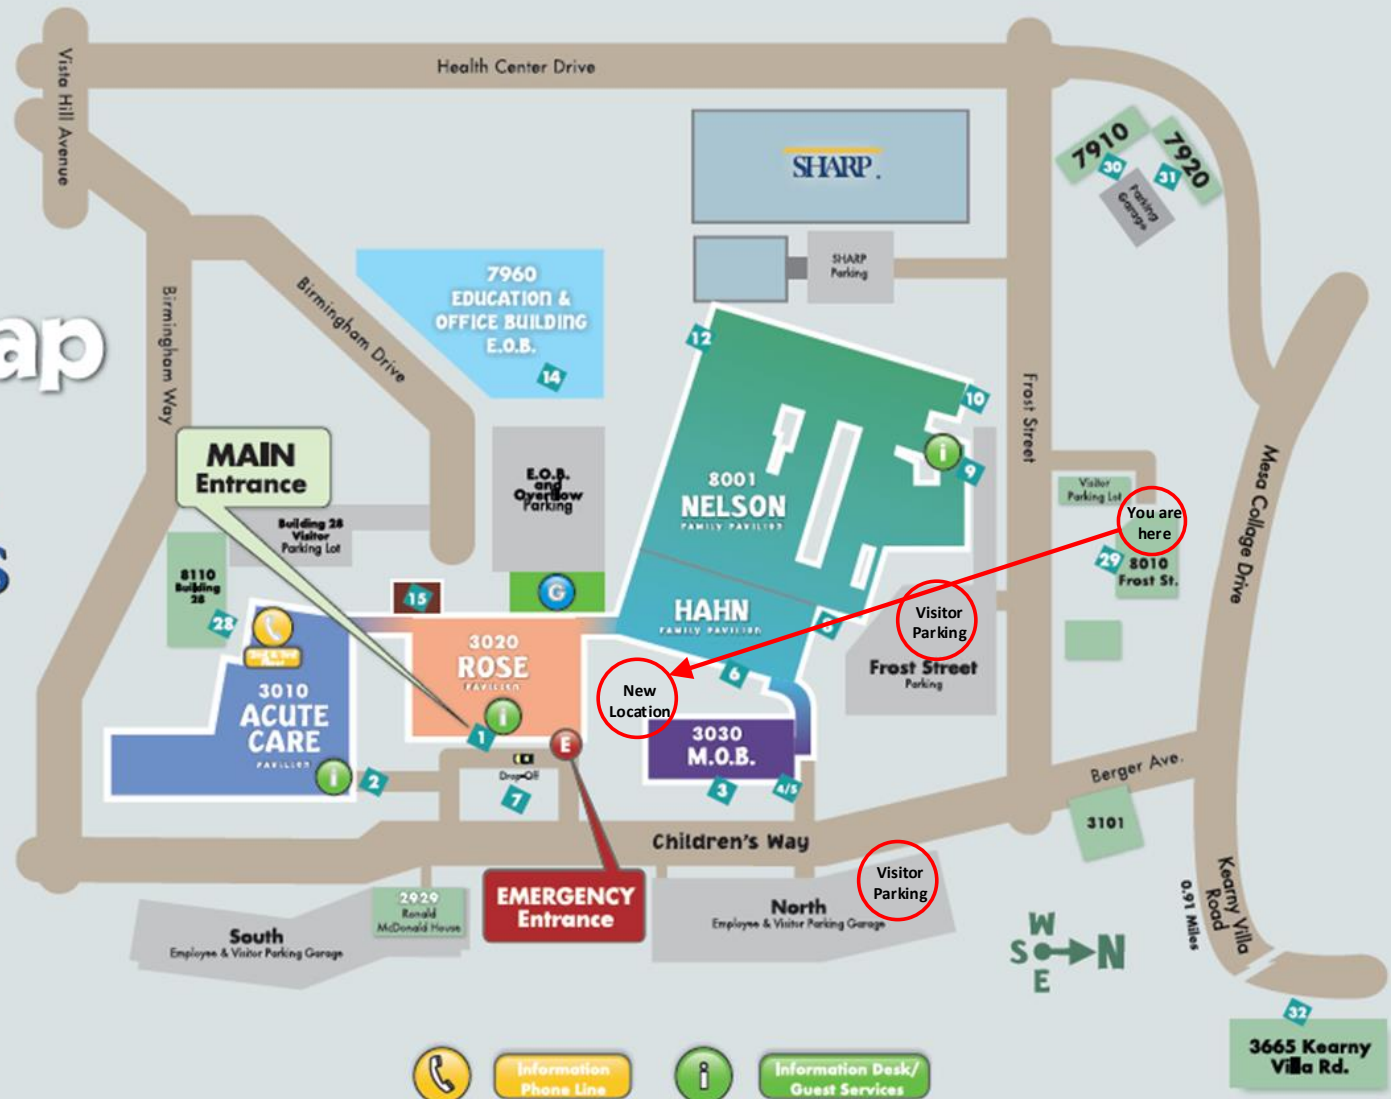 Health Center Drive
Vista Hill Avenue
SHARP.
7910
30
7920
31
Parking
Garage
SHARP
Parking
7960
EDUCATION &
OFFICE BUILDING
E.O.B.
14
Birmingham Drive
Birmingham Way
ap
12
10
Frost Street
MAIN
Entrance
E.O.B.
and
Overflow
Parking
8001
NELSON
FAMILY PAVILION
i
9
Visitor
Parking Lot
You are
here
29
8010
Frost St.
Mesa Collage Drive
Building 28
Visitor
Parking Lot
s
8110
Building
28
28
15
G
HAHN
FAMILY PAVILION
Visitor
Parking
Frost Street
Parking
3020
ROSE
PAVILION
i
1
E
6
New
Location
3010
ACUTE
CARE
PAVILION
i
2
Drop-Off
7
3030
M.O.B.
3
4/5
Berger Ave.
3101
Children's Way
EMERGENCY
Entrance
Visitor
Parking
North
Employee & Visitor Parking Garage
2929
Ronald
McDonald House
South
Employee & Visitor Parking Garage
W
S
N
E
Kearny Villa
Road
0.91 Miles
32
3665 Kearny
Villa Rd.
Information
Phone Line
i
Information Desk/
Guest Services